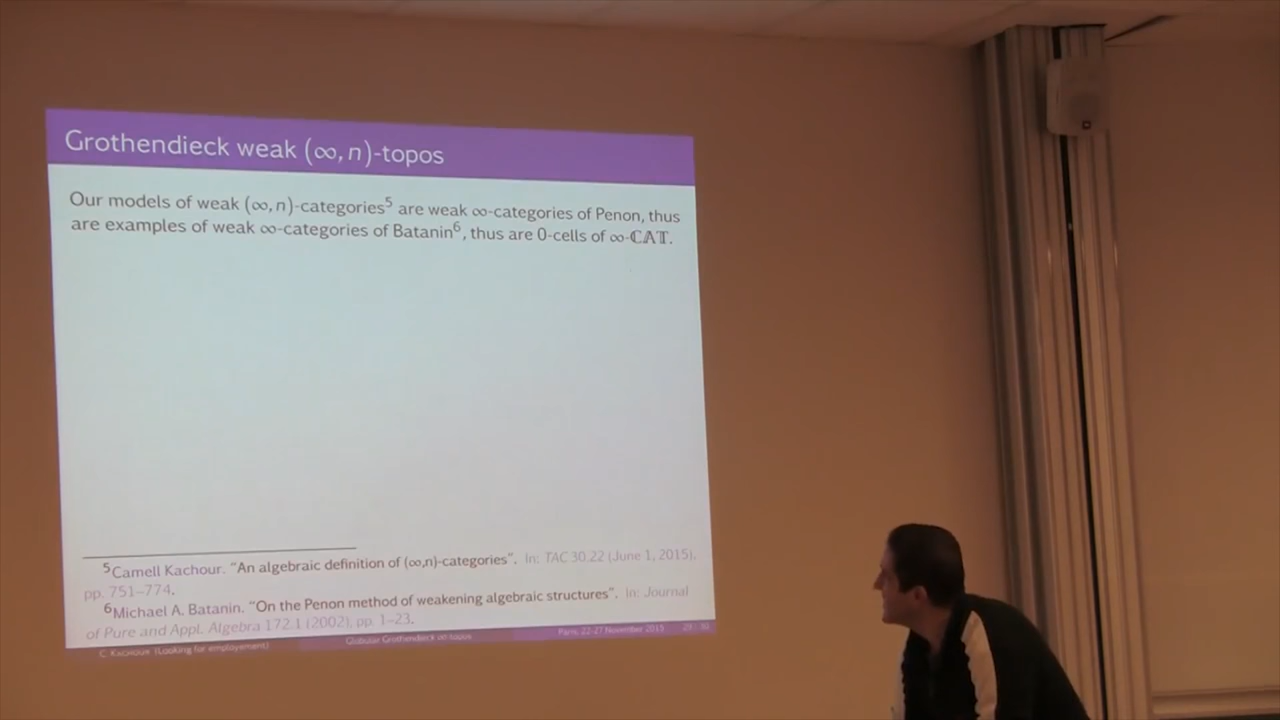 Grothendieck weak (∞, n)-topos
Our models of weak (∞, n)-categories⁵ are weak ∞-categories of Penon, thus
are examples of weak ∞-categories of Batanin⁶, thus are 0-cells of ∞-ℂ𝔸𝕋.
⁵Camell Kachour. “An algebraic definition of (∞,n)-categories”. In: TAC 30.22 (June 1, 2015),
pp. 751–774.
⁶Michael A. Batanin. “On the Penon method of weakening algebraic structures”. In: Journal
of Pure and Appl. Algebra 172.1 (2002), pp. 1–23.
C. Kachour (Looking for employement) Globular Grothendieck ∞-topos Paris, 22-27 November 2015